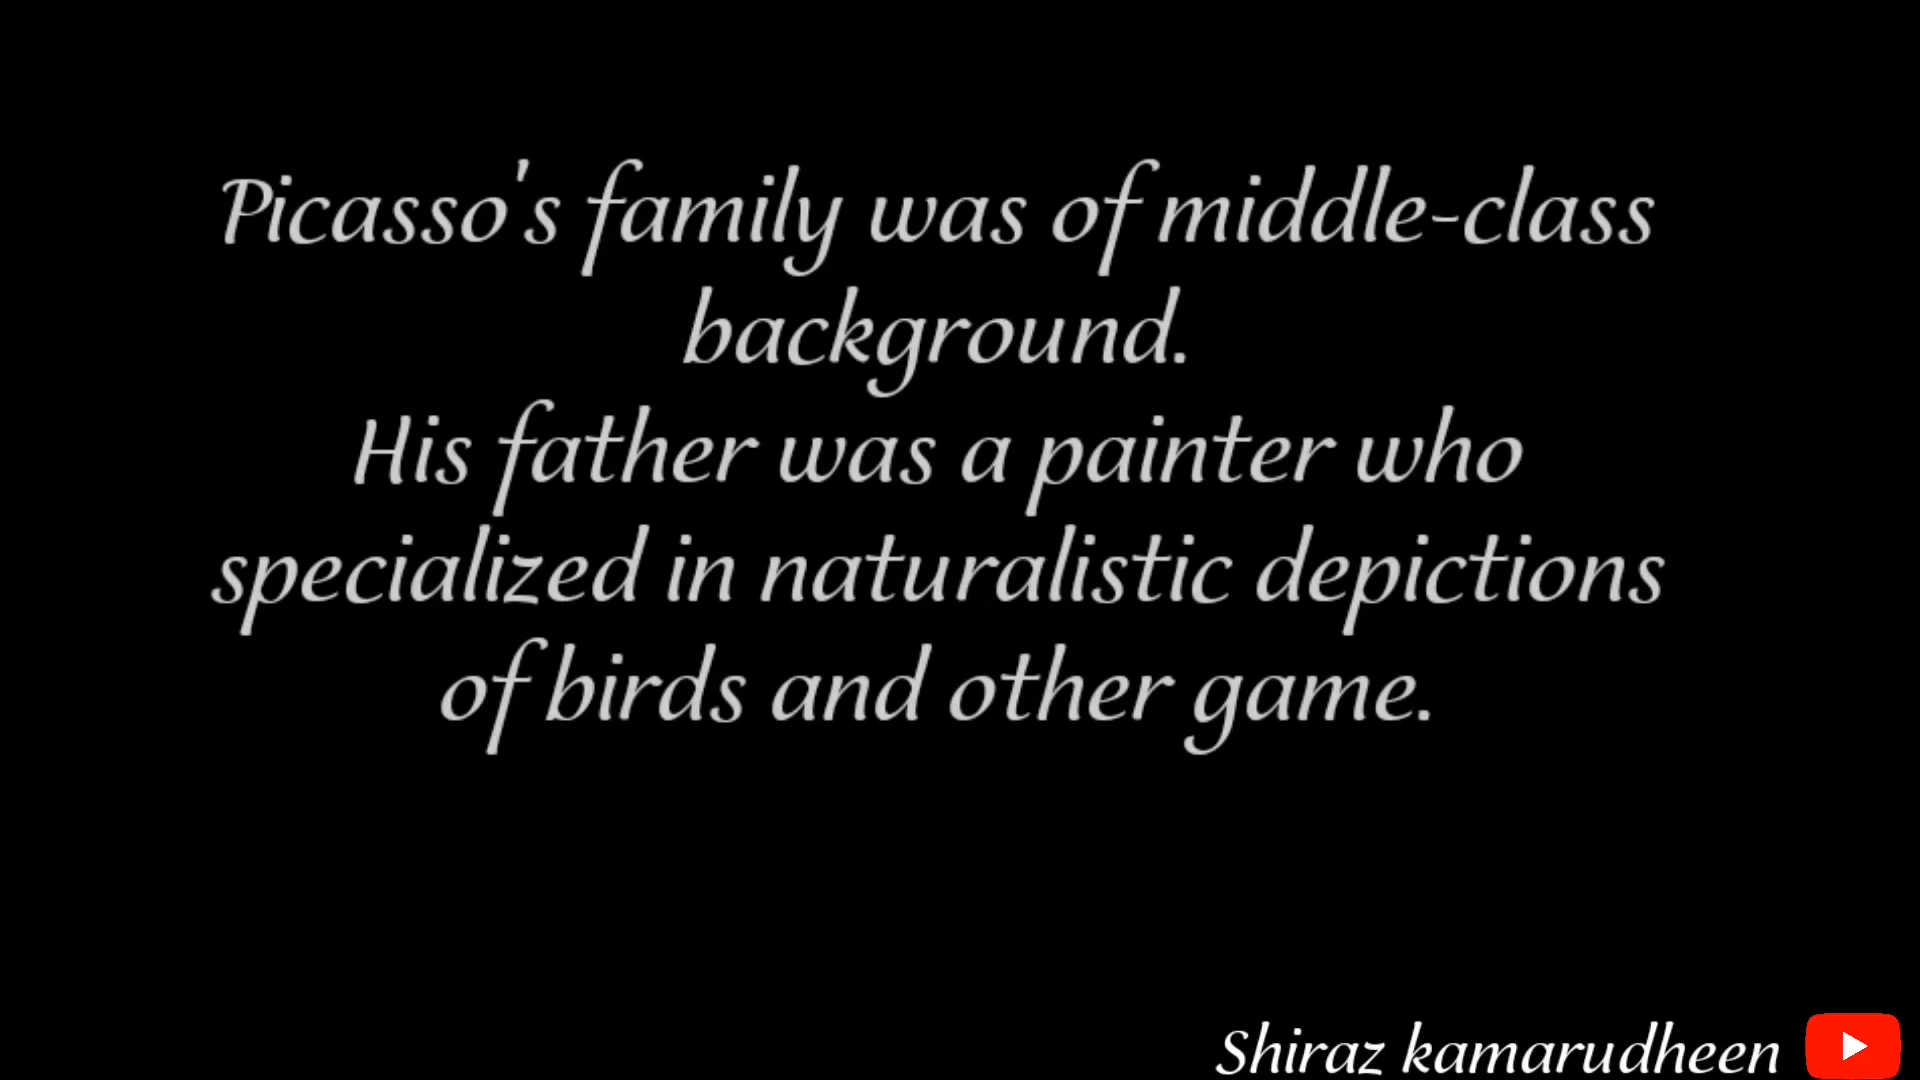 Picasso's family was of middle-class
background.
His father was a painter who
specialized in naturalistic depictions
of birds and other game.
Shiraz kamarudheen